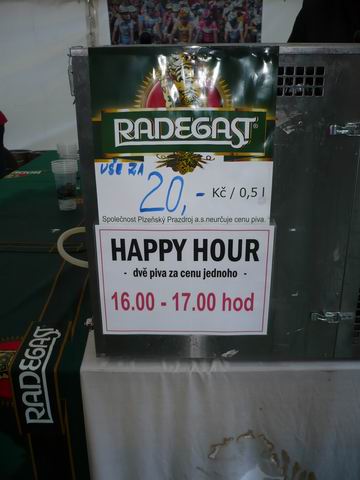 RADEGAST
VŠE ZA
20,- Kč / 0,5 l
Společnost Plzeňský Prazdroj a.s.neurčuje cenu piva.
HAPPY HOUR
- dvě piva za cenu jednoho -
16.00 - 17.00 hod
RADEGAST